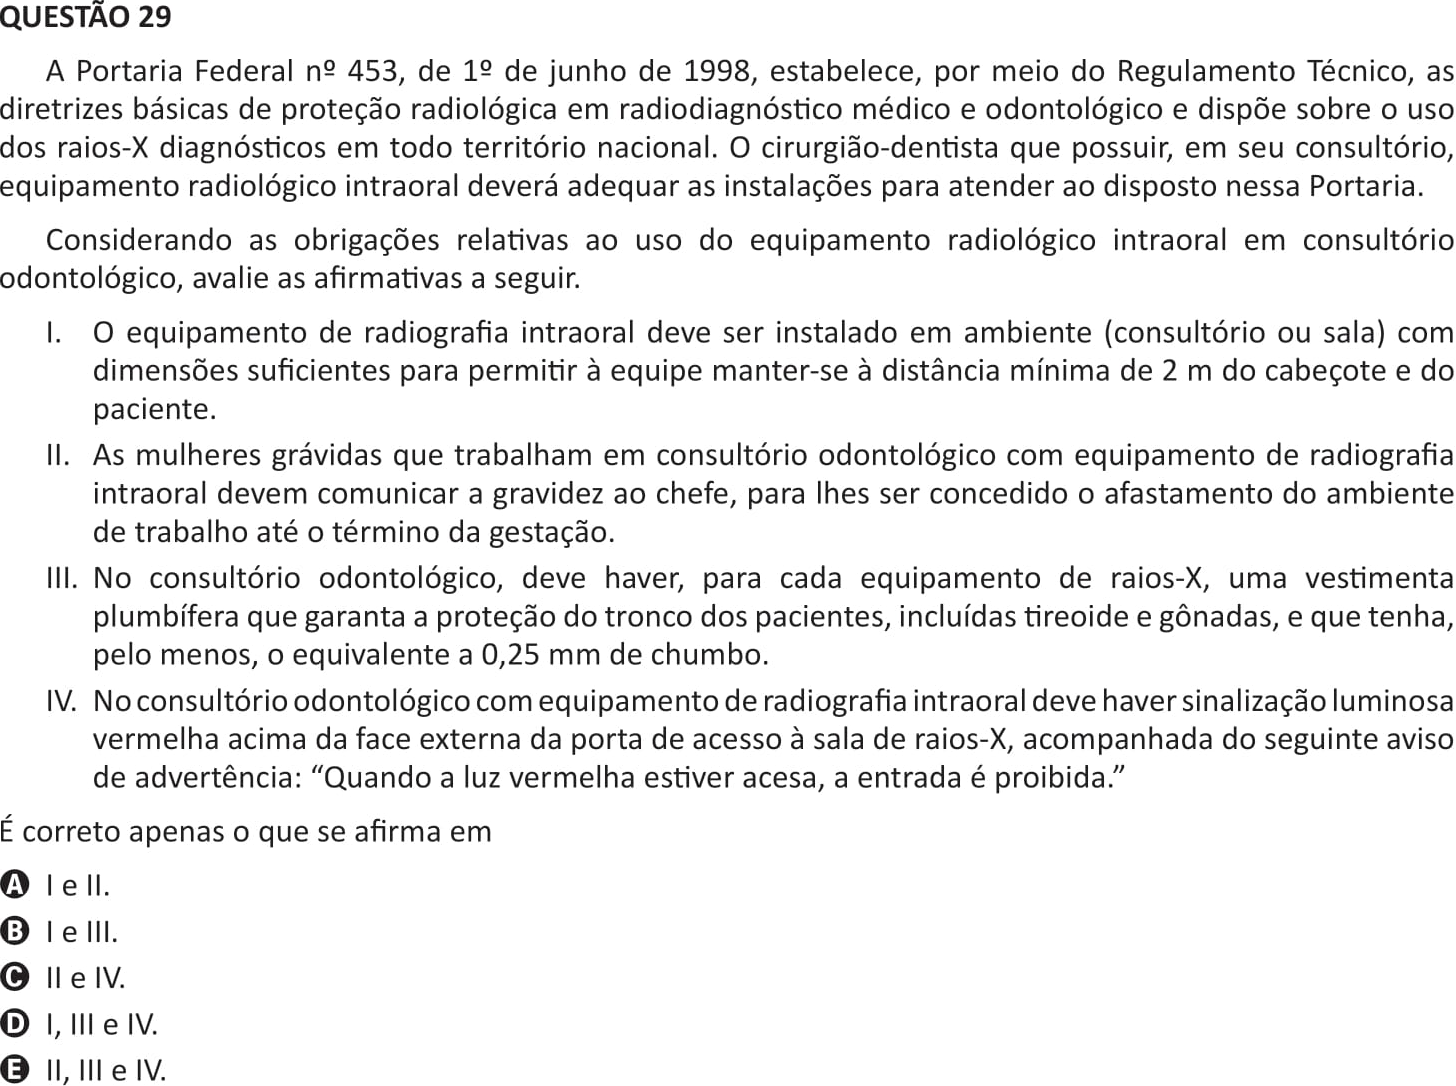 QUESTÃO 29
A Portaria Federal nº 453, de 1º de junho de 1998, estabelece, por meio do Regulamento Técnico, as
diretrizes básicas de proteção radiológica em radiodiagnóstico médico e odontológico e dispõe sobre o uso
dos raios-X diagnósticos em todo território nacional. O cirurgião-dentista que possuir, em seu consultório,
equipamento radiológico intraoral deverá adequar as instalações para atender ao disposto nessa Portaria.
Considerando as obrigações relativas ao uso do equipamento radiológico intraoral em consultório
odontológico, avalie as afirmativas a seguir.
I. O equipamento de radiografia intraoral deve ser instalado em ambiente (consultório ou sala) com
dimensões suficientes para permitir à equipe manter-se à distância mínima de 2 m do cabeçote e do
paciente.
II. As mulheres grávidas que trabalham em consultório odontológico com equipamento de radiografia
intraoral devem comunicar a gravidez ao chefe, para lhes ser concedido o afastamento do ambiente
de trabalho até o término da gestação.
III. No consultório odontológico, deve haver, para cada equipamento de raios-X, uma vestimenta
plumbífera que garanta a proteção do tronco dos pacientes, incluídas tireoide e gônadas, e que tenha,
pelo menos, o equivalente a 0,25 mm de chumbo.
IV. No consultório odontológico com equipamento de radiografia intraoral deve haver sinalização luminosa
vermelha acima da face externa da porta de acesso à sala de raios-X, acompanhada do seguinte aviso
de advertência: “Quando a luz vermelha estiver acesa, a entrada é proibida.”
É correto apenas o que se afirma em
A I e II.
B I e III.
C II e IV.
D I, III e IV.
E II, III e IV.